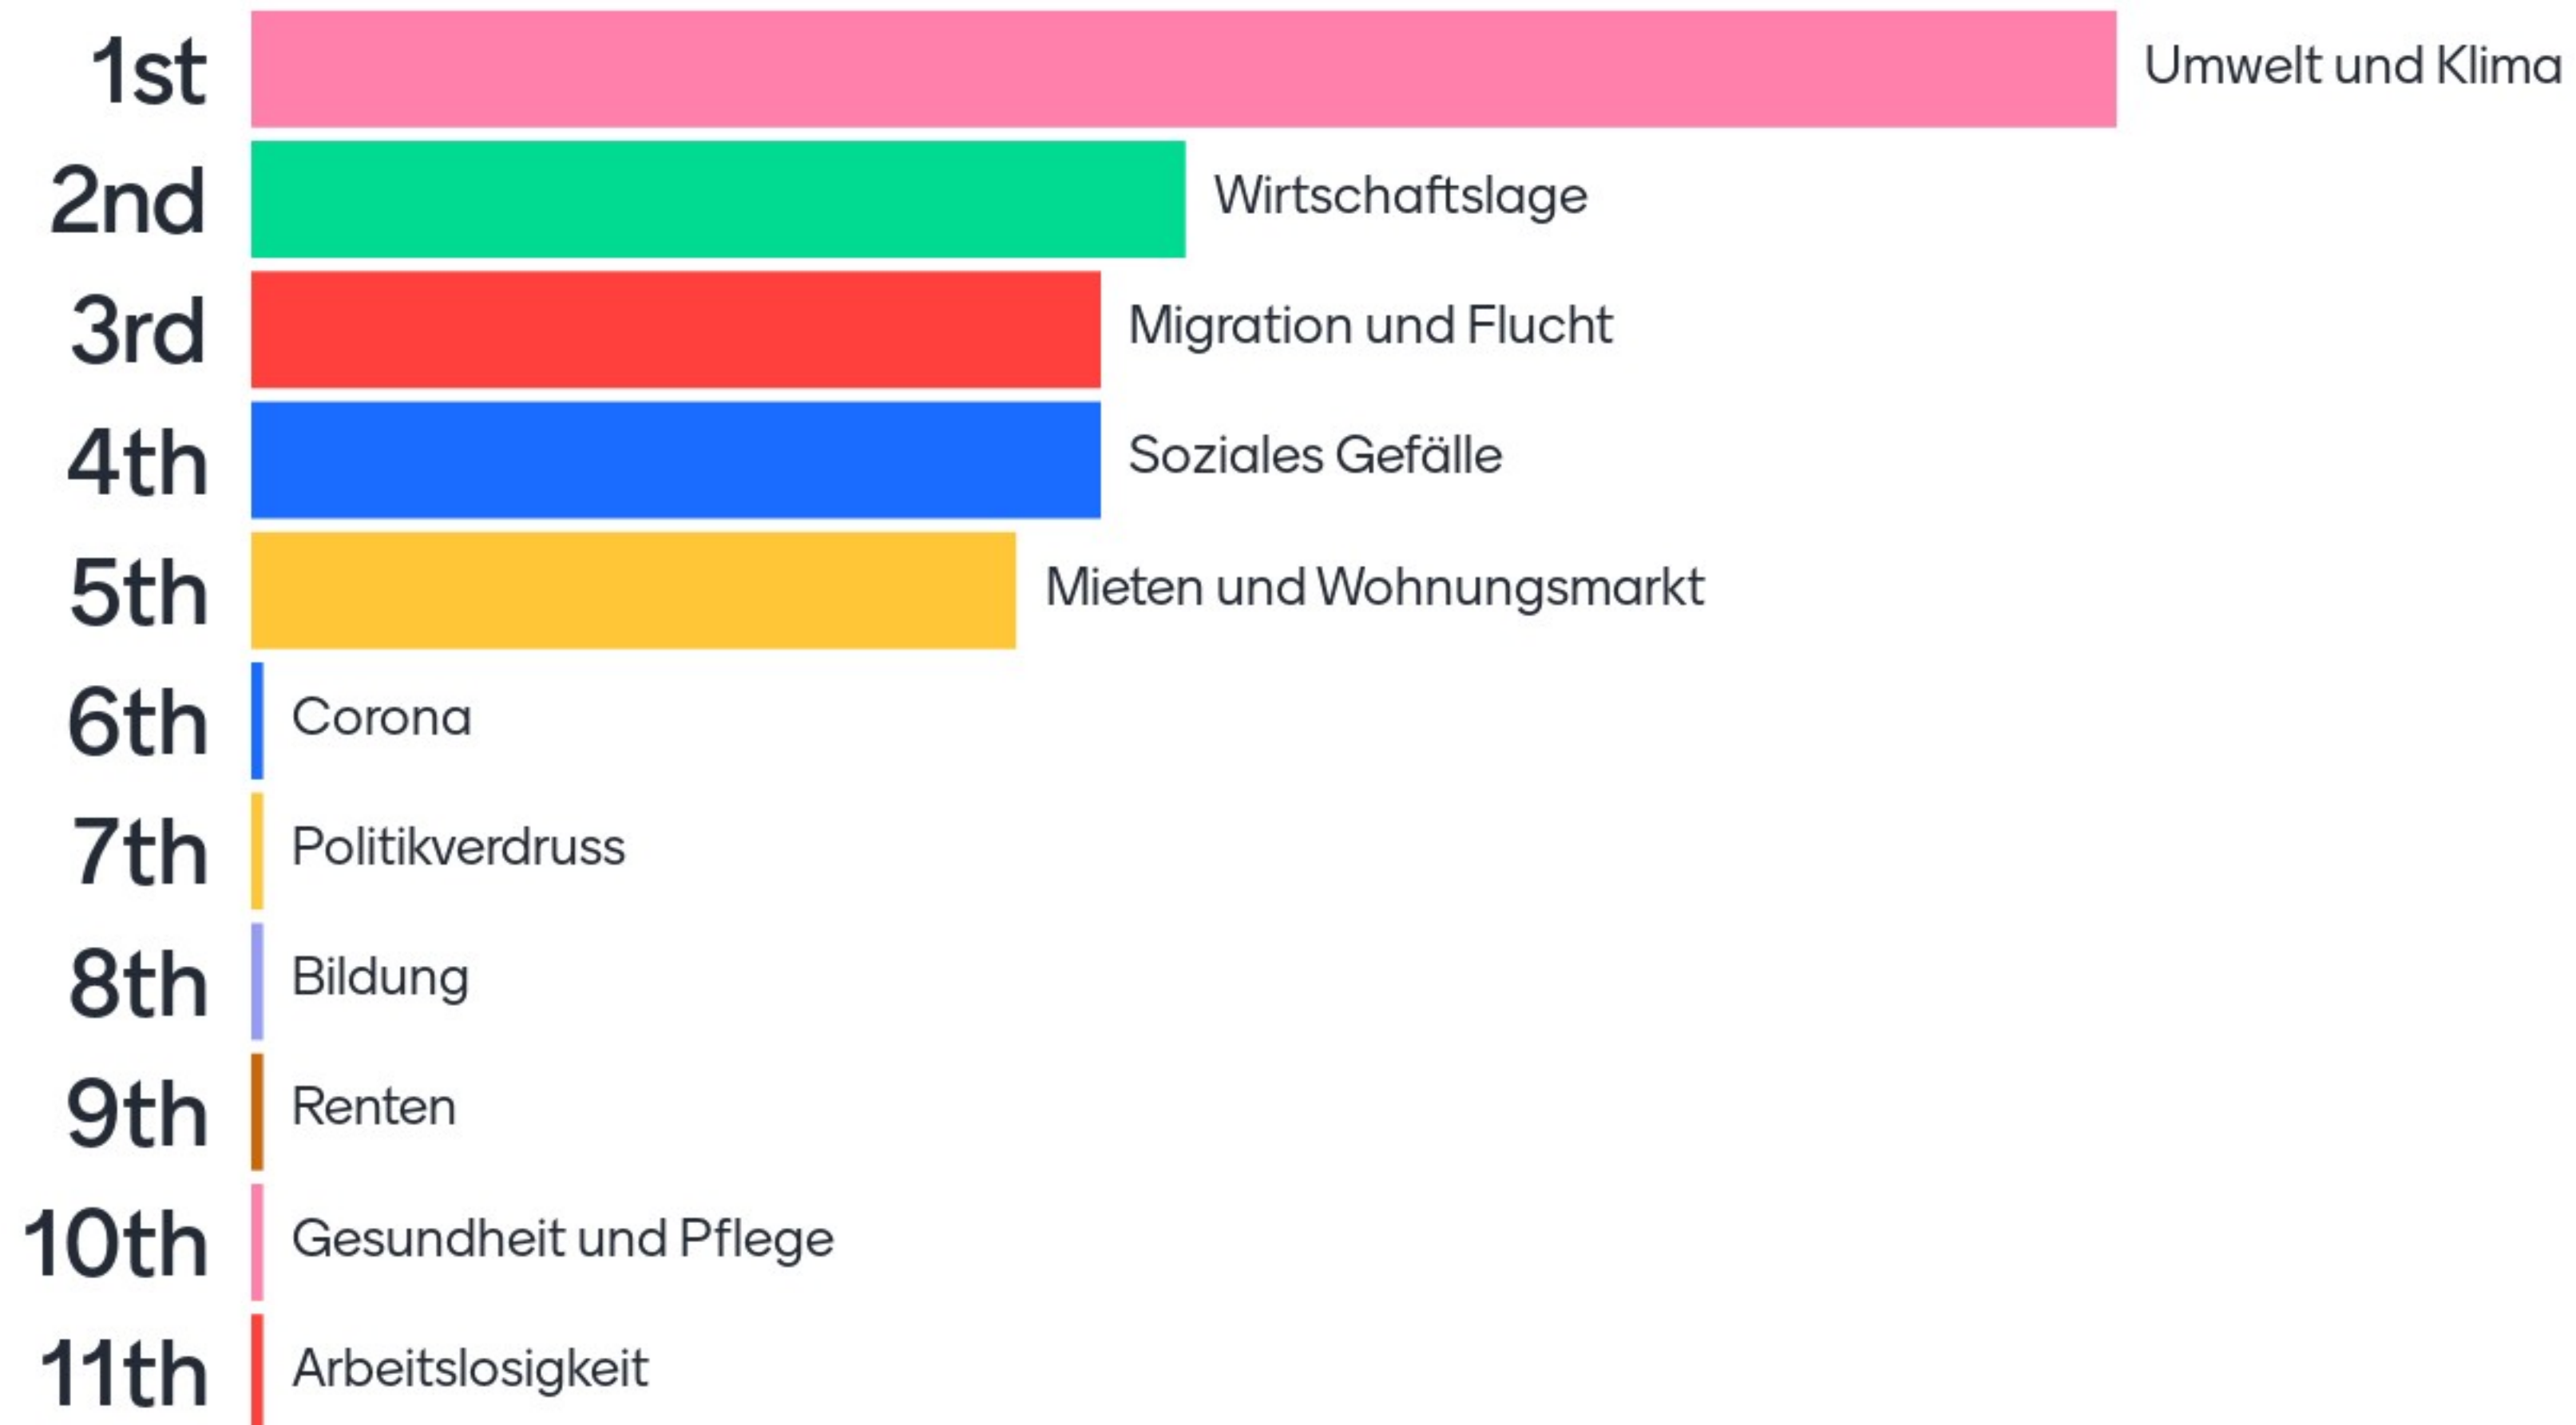 1st Umwelt und Klima
2nd Wirtschaftslage
3rd Migration und Flucht
4th Soziales Gefälle
5th Mieten und Wohnungsmarkt
6th Corona
7th Politikverdruss
8th Bildung
9th Renten
10th Gesundheit und Pflege
11th Arbeitslosigkeit